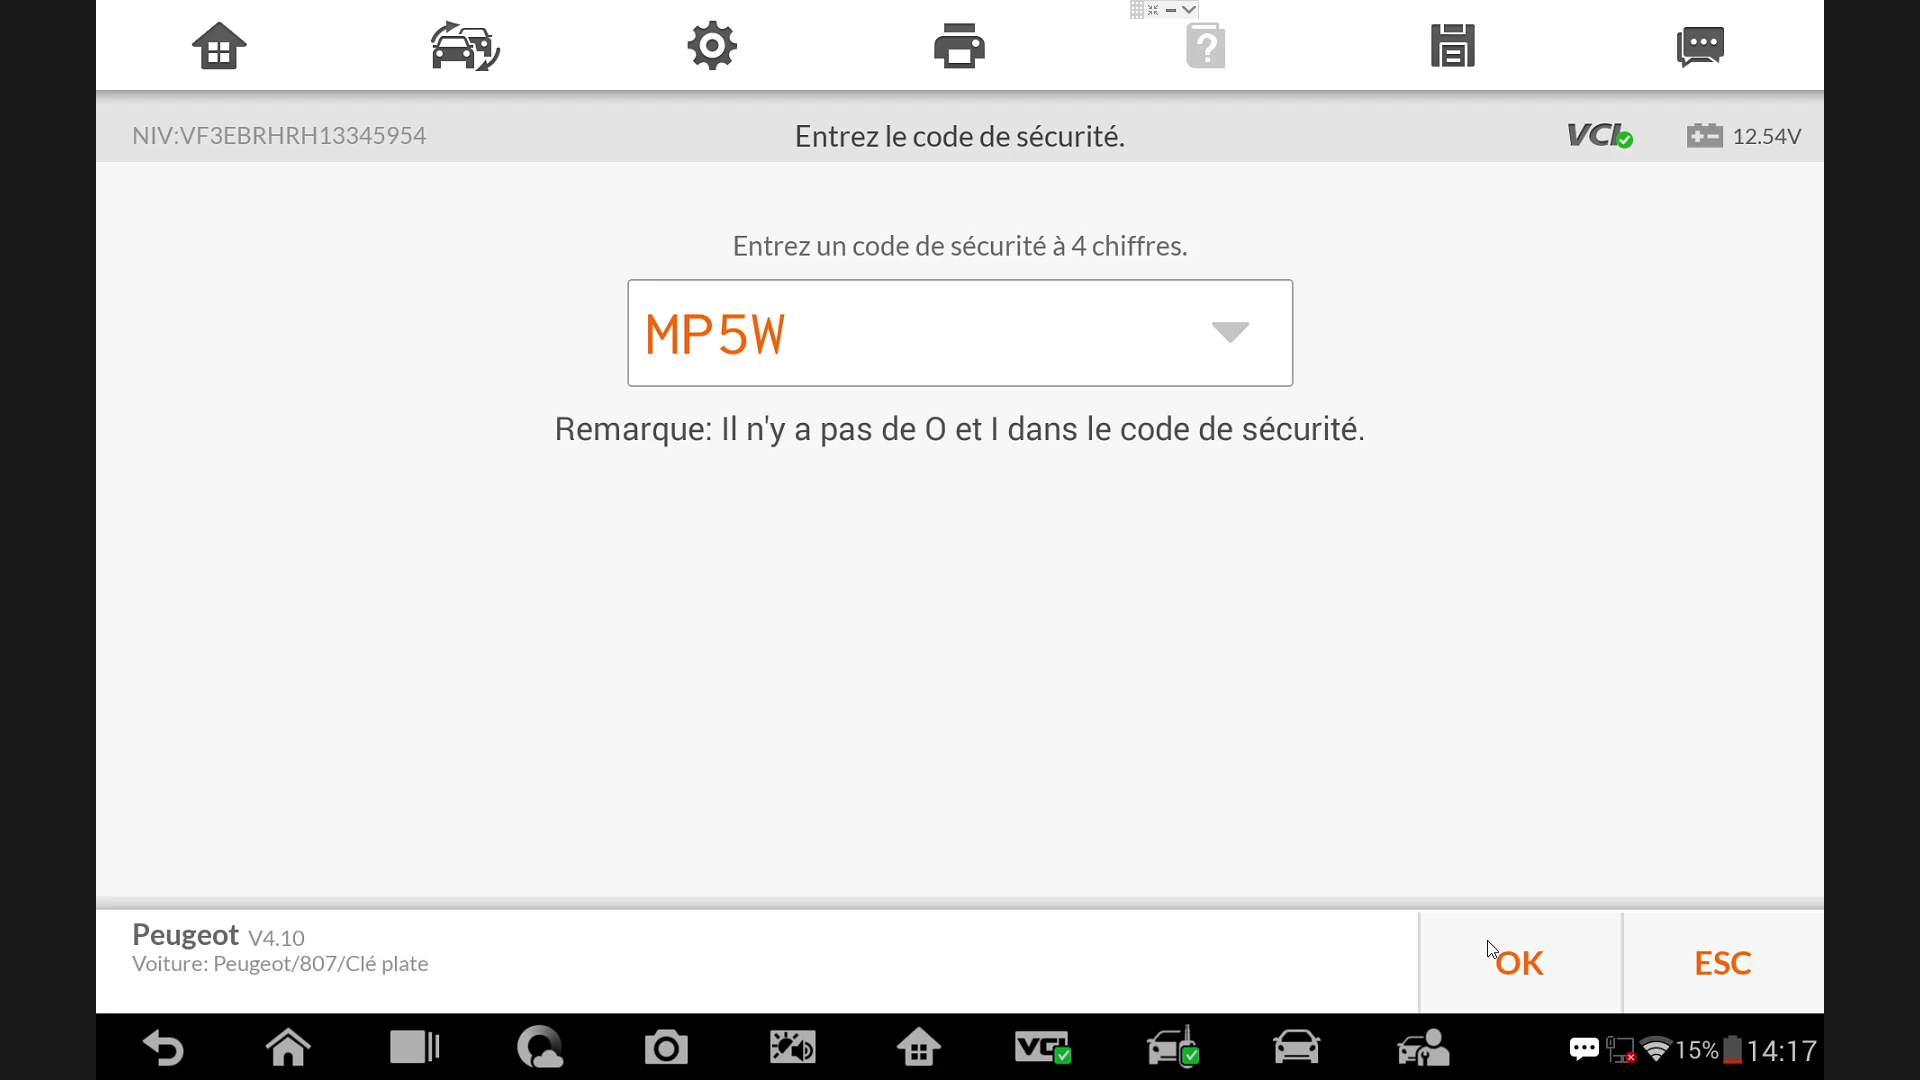 NIV:VF3EBRHRH13345954
Entrez le code de sécurité.
VCI
12.54V
Entrez un code de sécurité à 4 chiffres.
MP5W
Remarque: Il n'y a pas de O et I dans le code de sécurité.
Peugeot V4.10
Voiture: Peugeot/807/Clé plate
OK
ESC
VCI
15%
14:17